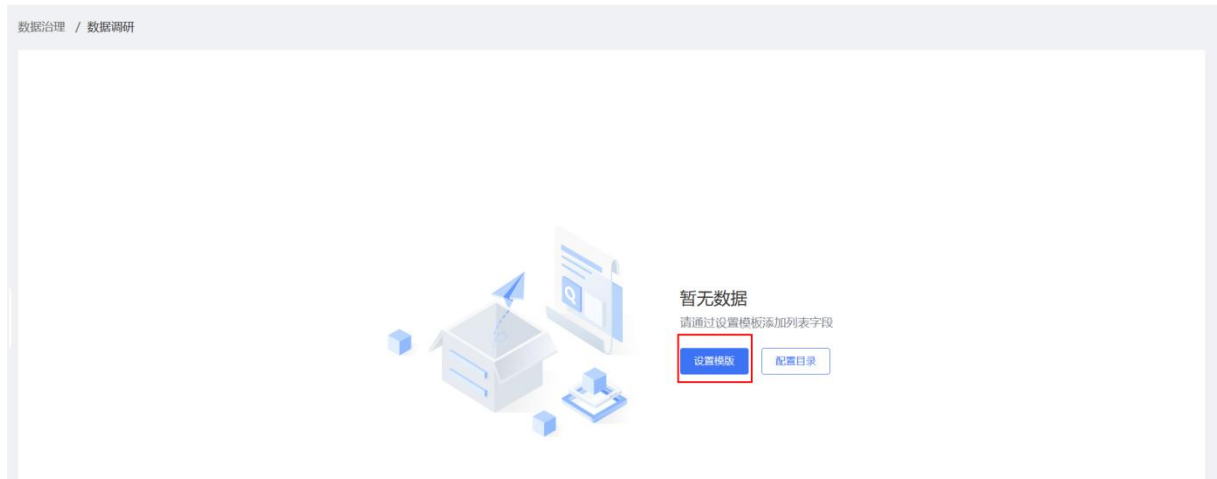 数据治理 / 数据调研
暂无数据
请通过设置模板添加列表字段
设置模版
配置目录